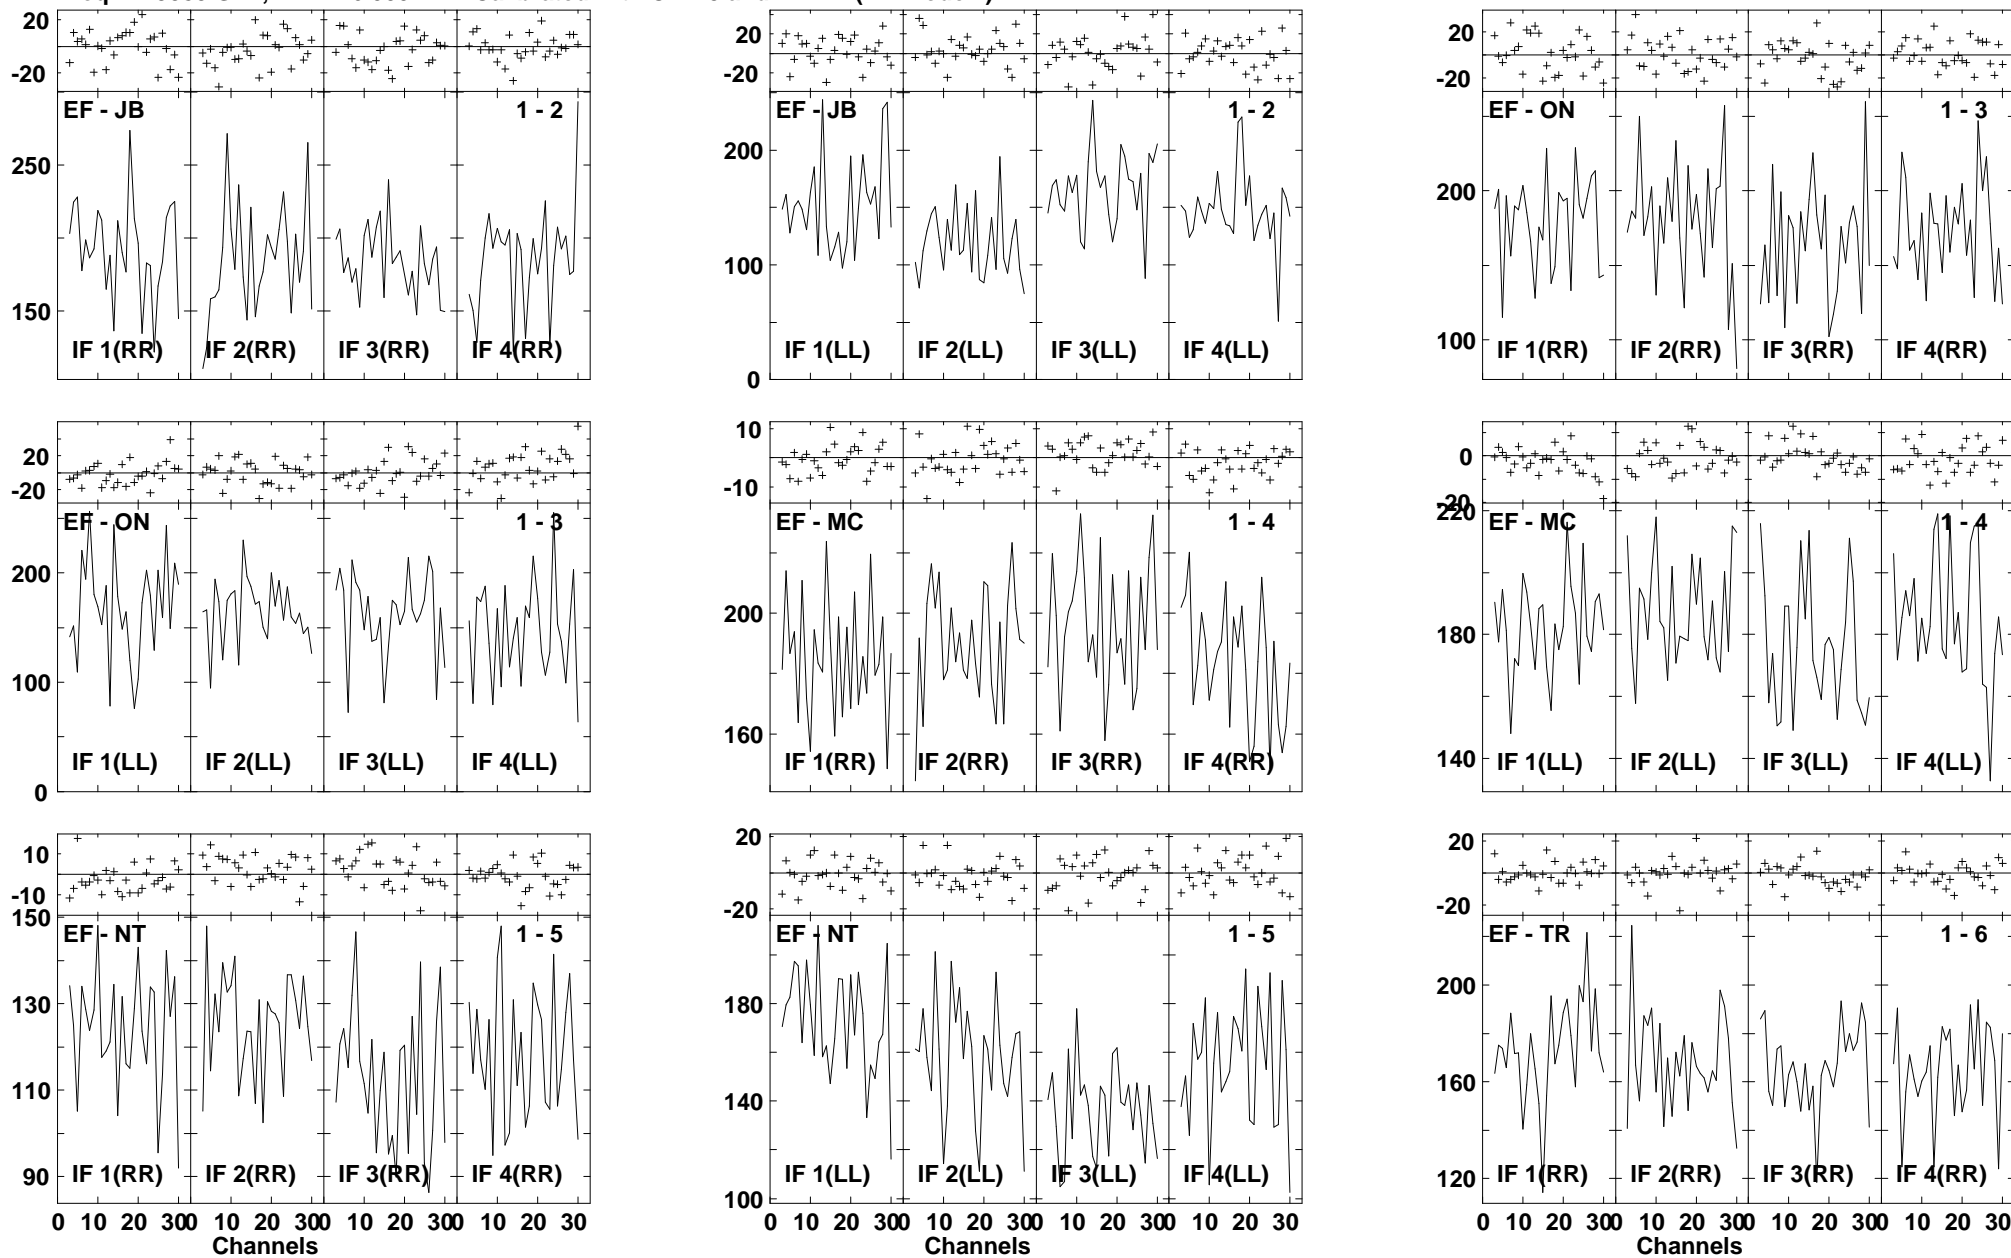 20
-20
EF - JB 1 - 2
250
150
IF 1(RR) IF 2(RR) IF 3(RR) IF 4(RR)
20
-20
EF - JB 1 - 2
200
100
0
IF 1(LL) IF 2(LL) IF 3(LL) IF 4(LL)
20
-20
EF - ON 1 - 3
200
100
IF 1(RR) IF 2(RR) IF 3(RR) IF 4(RR)
20
-20
EF - ON 1 - 3
200
100
0
IF 1(LL) IF 2(LL) IF 3(LL) IF 4(LL)
10
-10
EF - MC 1 - 4
200
160
IF 1(RR) IF 2(RR) IF 3(RR) IF 4(RR)
0
-20
220
EF - MC 1 - 4
180
140
IF 1(LL) IF 2(LL) IF 3(LL) IF 4(LL)
10
-10
150
EF - NT 1 - 5
130
110
90
IF 1(RR) IF 2(RR) IF 3(RR) IF 4(RR)
0 10 20 30 0 10 20 30 0 10 20 30 0 10 20 30
Channels
20
-20
EF - NT 1 - 5
180
140
100
IF 1(LL) IF 2(LL) IF 3(LL) IF 4(LL)
0 10 20 30 0 10 20 30 0 10 20 30 0 10 20 30
Channels
20
-20
EF - TR 1 - 6
200
160
120
IF 1(RR) IF 2(RR) IF 3(RR) IF 4(RR)
0 10 20 30 0 10 20 30 0 10 20 30 0 10 20 30
Channels